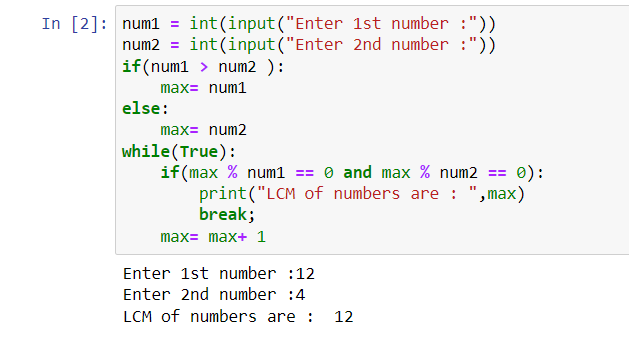 In [2]: num1 = int(input("Enter 1st number :"))
num2 = int(input("Enter 2nd number :"))
if(num1 > num2 ):
    max= num1
else:
    max= num2
while(True):
    if(max % num1 == 0 and max % num2 == 0):
        print("LCM of numbers are : ",max)
        break;
    max= max+ 1
Enter 1st number :12
Enter 2nd number :4
LCM of numbers are :  12